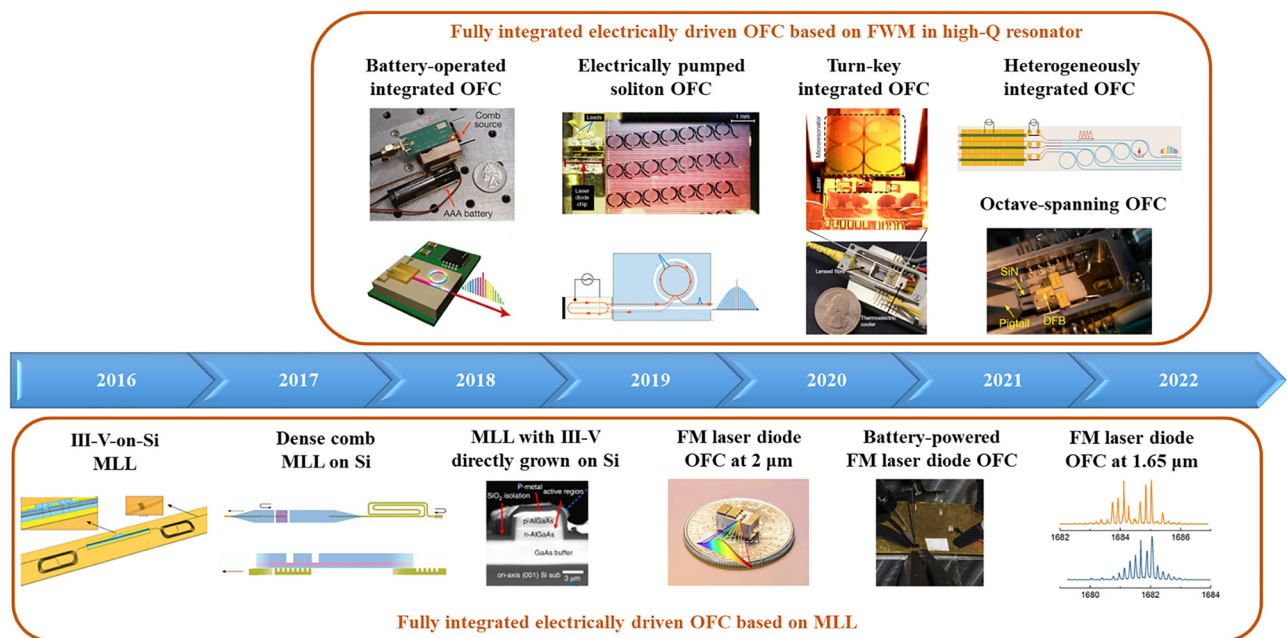 Fully integrated electrically driven OFC based on FWM in high-Q resonator
Battery-operated
integrated OFC
Electrically pumped
soliton OFC
Turn-key
integrated OFC
Heterogeneously
integrated OFC
Comb
source
AAA battery
Leads
1 mm
Laser
diode
chip
Microresonator
Laser
Octave-spanning OFC
Lensed fibre
Thermoelectric
cooler
SiN
Pigtail
DFB
2016
2017
2018
2019
2020
2021
2022
III-V-on-Si
MLL
Dense comb
MLL on Si
MLL with III-V
directly grown on Si
FM laser diode
OFC at 2 μm
Battery-powered
FM laser diode OFC
FM laser diode
OFC at 1.65 μm
P-metal
SiO₂ isolation
active region
p-AlGaAs
n-AlGaAs
GaAs buffer
on-axis (001) Si sub
3 μm
1682
1684
1686
1680
1682
1684
Fully integrated electrically driven OFC based on MLL